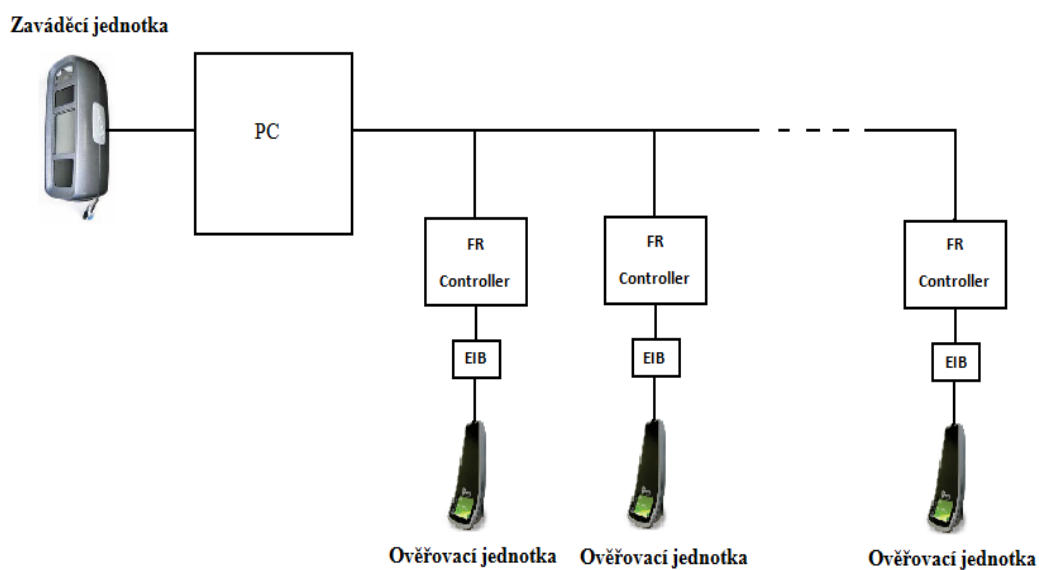 Zaváděcí jednotka
PC
FR
Controller
EIB
Ověřovací jednotka
FR
Controller
EIB
Ověřovací jednotka
FR
Controller
EIB
Ověřovací jednotka